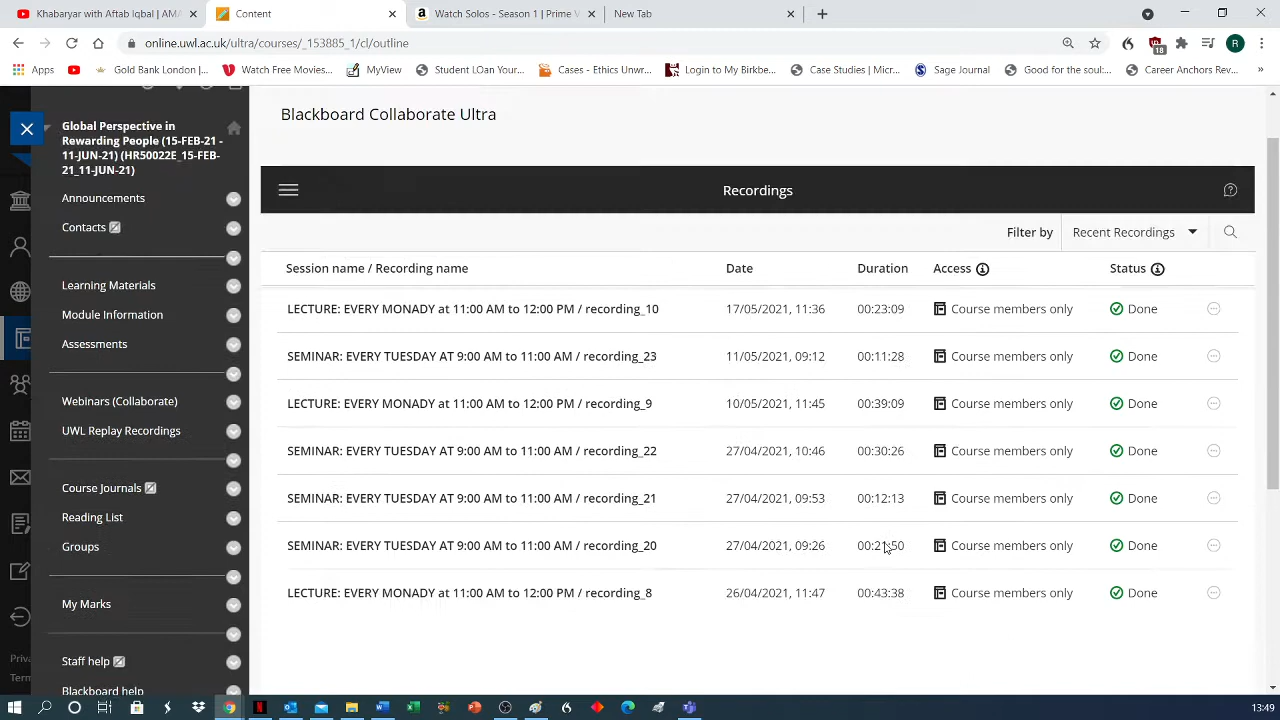 Khabaryar with Aftab Iqbal | AMA
Content
Watch Solos - Season 1 | Prime V
New Tab
online.uwl.ac.uk/ultra/courses/_153885_1/cl/outline
18
R
Apps
Gold Bank London |...
Watch Free Movies...
MyView
Student LOan Your...
Cases - Ethics Unwr...
Login to My Birkbe...
Case Studies | Micr...
Sage Journal
Good for the soul:...
Career Anchors Rev...
»
Global Perspective in
Rewarding People (15-FEB-21 -
11-JUN-21) (HR50022E_15-FEB-
21_11-JUN-21)
Announcements
Contacts
Learning Materials
Module Information
Assessments
Webinars (Collaborate)
UWL Replay Recordings
Course Journals
Reading List
Groups
My Marks
Staff help
Blackboard help
Priva
Term
Blackboard Collaborate Ultra
Recordings
Filter by Recent Recordings
Session name / Recording name Date Duration Access Status
LECTURE: EVERY MONADY at 11:00 AM to 12:00 PM / recording_10 17/05/2021, 11:36 00:23:09 Course members only Done
SEMINAR: EVERY TUESDAY AT 9:00 AM to 11:00 AM / recording_23 11/05/2021, 09:12 00:11:28 Course members only Done
LECTURE: EVERY MONADY at 11:00 AM to 12:00 PM / recording_9 10/05/2021, 11:45 00:39:09 Course members only Done
SEMINAR: EVERY TUESDAY AT 9:00 AM to 11:00 AM / recording_22 27/04/2021, 10:46 00:30:26 Course members only Done
SEMINAR: EVERY TUESDAY AT 9:00 AM to 11:00 AM / recording_21 27/04/2021, 09:53 00:12:13 Course members only Done
SEMINAR: EVERY TUESDAY AT 9:00 AM to 11:00 AM / recording_20 27/04/2021, 09:26 00:21:50 Course members only Done
LECTURE: EVERY MONADY at 11:00 AM to 12:00 PM / recording_8 26/04/2021, 11:47 00:43:38 Course members only Done
13:49